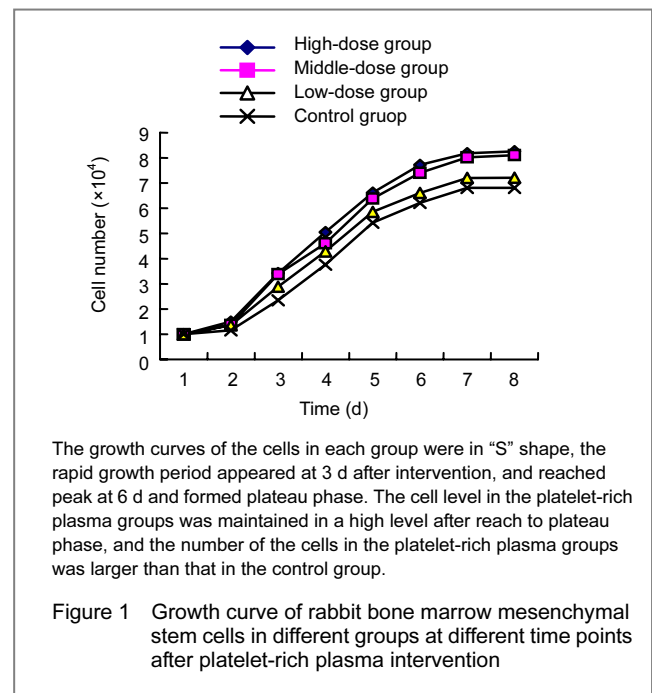 High-dose group
Middle-dose group
Low-dose group
Control gruop
9
8
7
6
5
4
3
2
1
0
Cell number (×10⁴)
1 2 3 4 5 6 7 8
Time (d)
The growth curves of the cells in each group were in “S” shape, the
rapid growth period appeared at 3 d after intervention, and reached
peak at 6 d and formed plateau phase. The cell level in the platelet-rich
plasma groups was maintained in a high level after reach to plateau
phase, and the number of the cells in the platelet-rich plasma groups
was larger than that in the control group.
Figure 1 Growth curve of rabbit bone marrow mesenchymal
stem cells in different groups at different time points
after platelet-rich plasma intervention